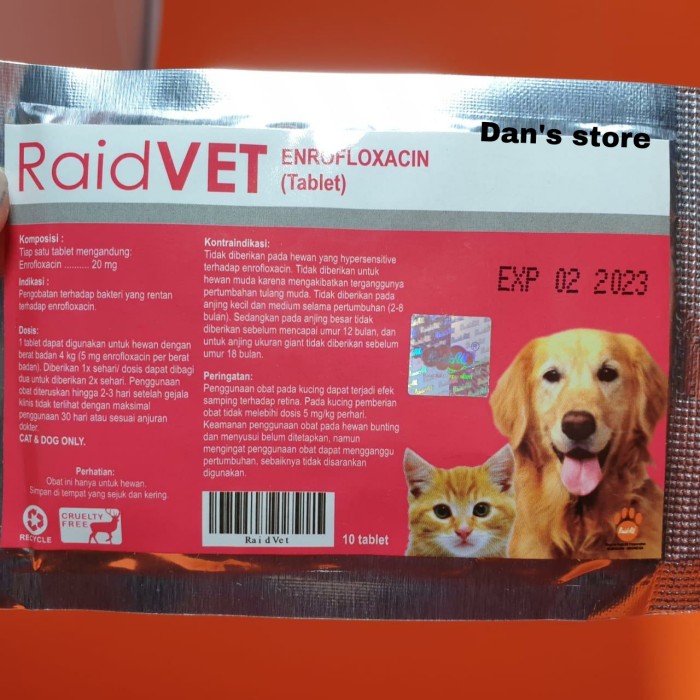 Dan's store
RaidVET ENROFLOXACIN
(Tablet)
Komposisi :
Tiap satu tablet mengandung:
Enrofloxacin .......... 20 mg
Indikasi :
Pengobatan terhadap bakteri yang rentan
terhadap enrofloxacin.
Dosis:
1 tablet dapat digunakan untuk hewan dengan
berat badan 4 kg (5 mg enrofloxacin per berat
badan). Diberikan 1x sehari/ dosis dapat dibagi
dua untuk diberikan 2x sehari. Penggunaan
obat diteruskan hingga 2-3 hari setelah gejala
klinis tidak terlihat dengan maksimal
penggunaan 30 hari atau sesuai anjuran
dokter.
CAT & DOG ONLY.
Perhatian:
Obat ini hanya untuk hewan.
Simpan di tempat yang sejuk dan kering.
RECYCLE
CRUELTY
FREE
Kontraindikasi:
Tidak diberikan pada hewan yang hypersensitive
terhadap enrofloxacin. Tidak diberikan untuk
hewan muda karena mengakibatkan terganggunya
pertumbahan tulang muda. Tidak diberikan pada
anjing kecil dan medium selama pertumbuhan (2-8
bulan). Sedangkan pada anjing besar tidak
diberikan sebelum mencapai umur 12 bulan, dan
untuk anjing ukuran giant tidak diberikan sebelum
umur 18 bulan.
Peringatan:
Penggunaan obat pada kucing dapat terjadi efek
samping terhadap retina. Pada kucing pemberian
obat tidak melebihi dosis 5 mg/kg perhari.
Keamanan penggunaan obat pada hewan bunting
dan menyusui belum ditetapkan, namun
mengingat penggunaan obat dapat mengganggu
pertumbuhan, sebaiknya tidak disarankan
digunakan.
RaidVet
10 tablet
EXP 02 2023